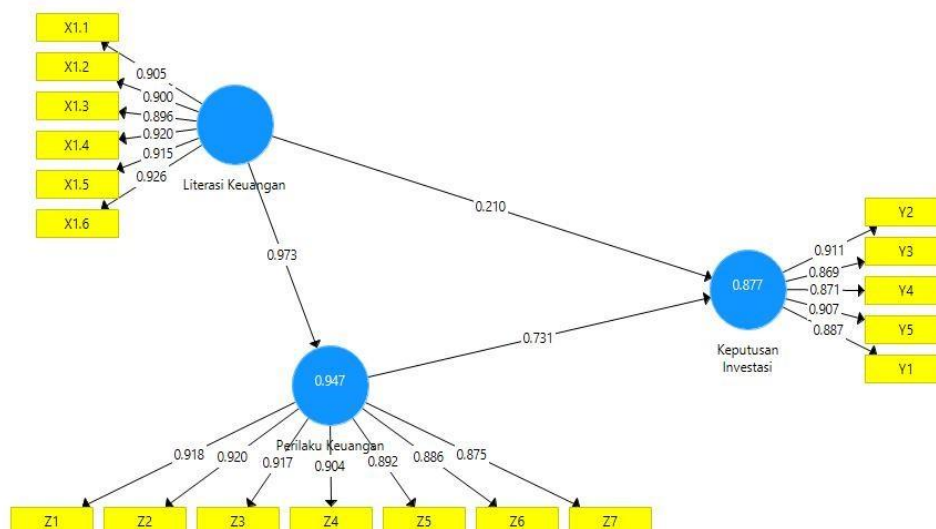 X1.1
X1.2
X1.3
X1.4
X1.5
X1.6
0.905
0.900
0.896
0.920
0.915
0.926
Literasi Keuangan
0.210
0.973
0.731
0.877
Keputusan
Investasi
0.911
0.869
0.871
0.907
0.887
Y2
Y3
Y4
Y5
Y1
0.947
Perilaku Keuangan
0.918
0.920
0.917
0.904
0.892
0.886
0.875
Z1
Z2
Z3
Z4
Z5
Z6
Z7